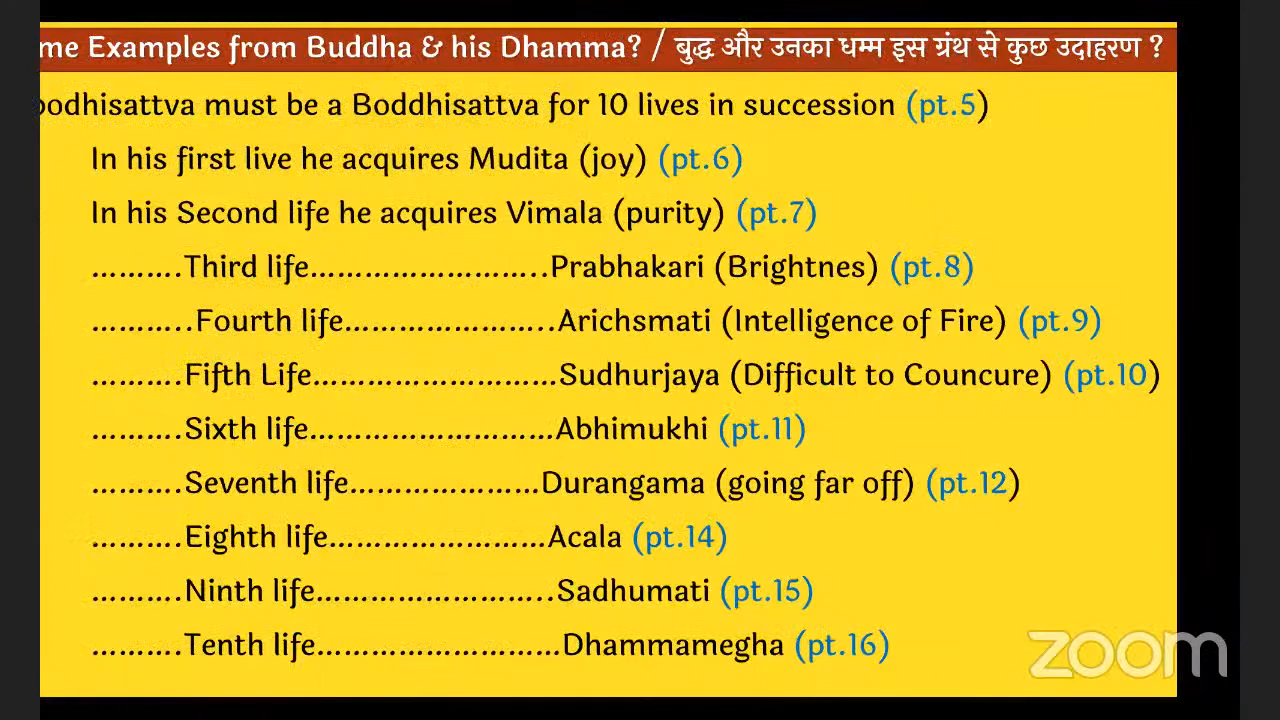 me Examples from Buddha & his Dhamma? / बुद्ध और उनका धम्म इस ग्रंथ से कुछ उदाहरण ?
bodhisattva must be a Boddhisattva for 10 lives in succession (pt.5)
In his first live he acquires Mudita (joy) (pt.6)
In his Second life he acquires Vimala (purity) (pt.7)
……….Third life……………………..Prabhakari (Brightnes) (pt.8)
………..Fourth life…………………..Arichsmati (Intelligence of Fire) (pt.9)
……….Fifth Life………………………Sudhurjaya (Difficult to Councure) (pt.10)
……….Sixth life………………………Abhimukhi (pt.11)
……….Seventh life…………………Durangama (going far off) (pt.12)
……….Eighth life……………………Acala (pt.14)
……….Ninth life……………………..Sadhumati (pt.15)
……….Tenth life………………………Dhammamegha (pt.16)
zoom